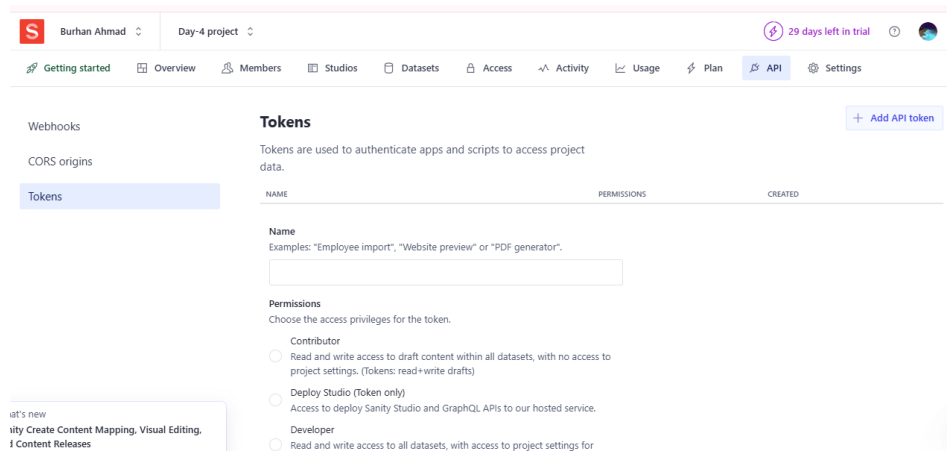 S Burhan Ahmad Day-4 project 29 days left in trial
Getting started Overview Members Studios Datasets Access Activity Usage Plan API Settings
Webhooks
CORS origins
Tokens
Tokens
+ Add API token
Tokens are used to authenticate apps and scripts to access project
data.
NAME PERMISSIONS CREATED
Name
Examples: "Employee import", "Website preview" or "PDF generator".
Permissions
Choose the access privileges for the token.
Contributor
Read and write access to draft content within all datasets, with no access to
project settings. (Tokens: read+write drafts)
Deploy Studio (Token only)
Access to deploy Sanity Studio and GraphQL APIs to our hosted service.
Developer
Read and write access to all datasets, with access to project settings for
at's new
nity Create Content Mapping, Visual Editing,
d Content Releases